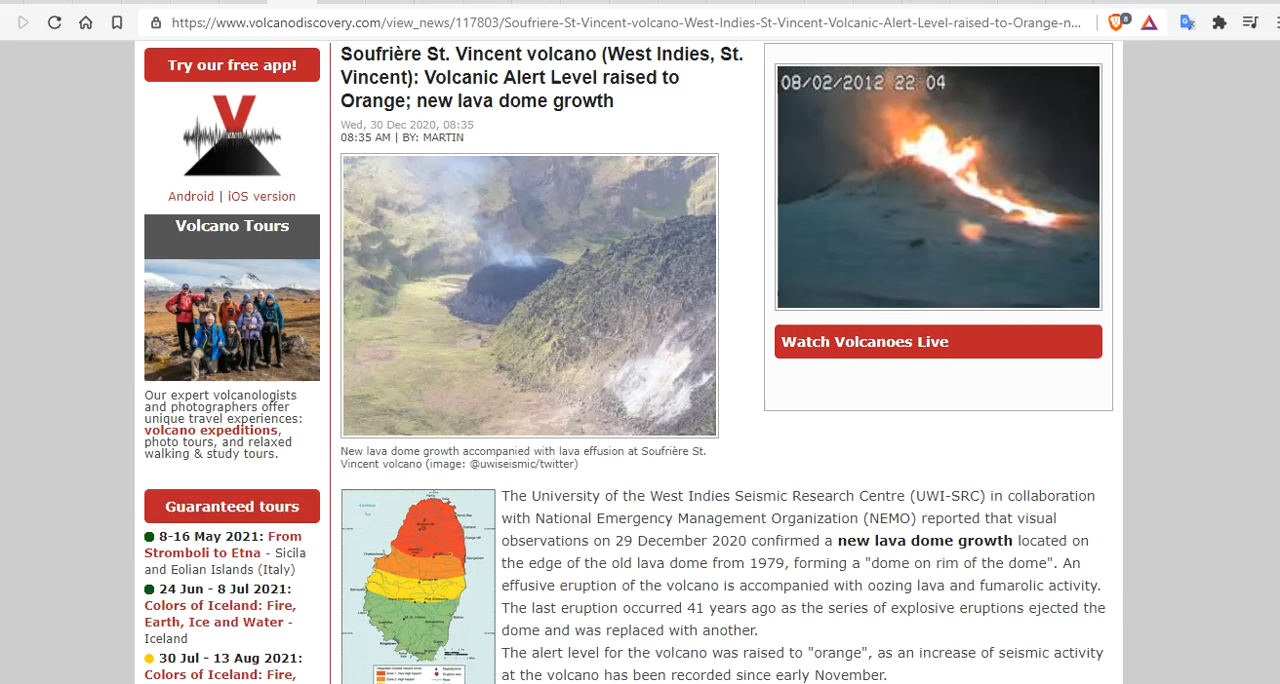 https://www.volcanodiscovery.com/view_news/117803/Soufriere-St-Vincent-volcano-West-Indies-St-Vincent-Volcanic-Alert-Level-raised-to-Orange-n...
8
Try our free app!
V
Android | iOS version
Volcano Tours
Our expert volcanologists
and photographers offer
unique travel experiences:
volcano expeditions,
photo tours, and relaxed
walking & study tours.
Guaranteed tours
8-16 May 2021: From
Stromboli to Etna - Sicila
and Eolian Islands (Italy)
24 Jun - 8 Jul 2021:
Colors of Iceland: Fire,
Earth, Ice and Water -
Iceland
30 Jul - 13 Aug 2021:
Colors of Iceland: Fire,
Soufrière St. Vincent volcano (West Indies, St.
Vincent): Volcanic Alert Level raised to
Orange; new lava dome growth
Wed, 30 Dec 2020, 08:35
08:35 AM | BY: MARTIN
New lava dome growth accompanied with lava effusion at Soufrière St.
Vincent volcano (image: @uwiseismic/twitter)
The University of the West Indies Seismic Research Centre (UWI-SRC) in collaboration
with National Emergency Management Organization (NEMO) reported that visual
observations on 29 December 2020 confirmed a new lava dome growth located on
the edge of the old lava dome from 1979, forming a "dome on rim of the dome". An
effusive eruption of the volcano is accompanied with oozing lava and fumarolic activity.
The last eruption occurred 41 years ago as the series of explosive eruptions ejected the
dome and was replaced with another.
The alert level for the volcano was raised to "orange", as an increase of seismic activity
at the volcano has been recorded since early November.
08/02/2012 22 04
Watch Volcanoes Live